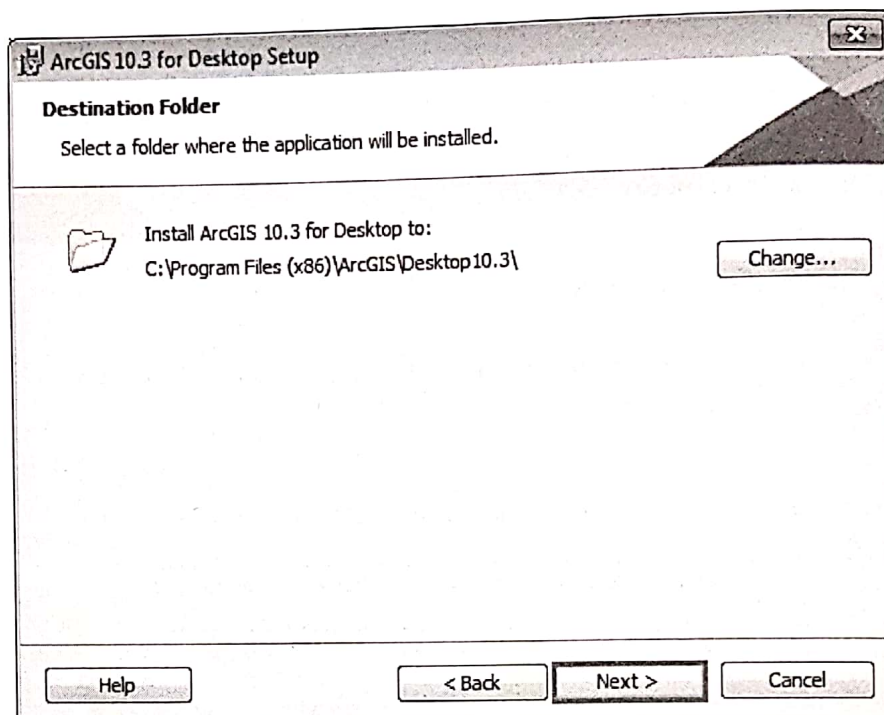 ArcGIS 10.3 for Desktop Setup
Destination Folder
Select a folder where the application will be installed.
Install ArcGIS 10.3 for Desktop to:
C:\Program Files (x86)\ArcGIS\Desktop10.3\
Change...
Help
< Back
Next >
Cancel